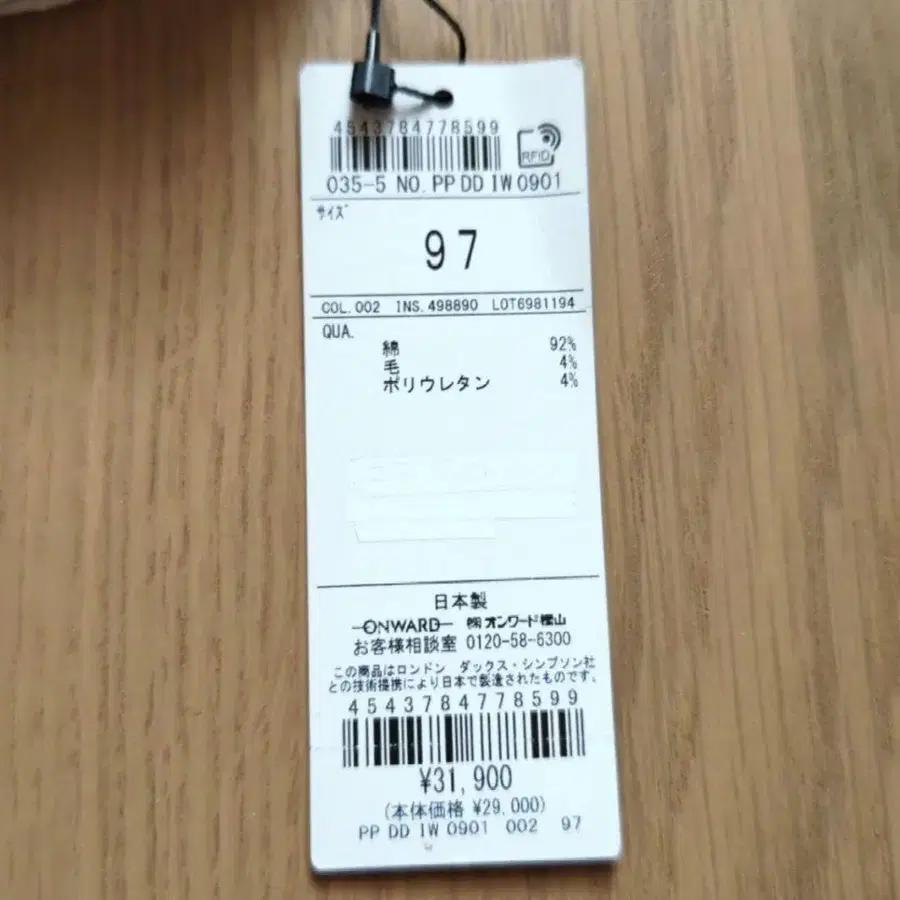 4543784778599
RFID
035-5 NO. PP DD IW 0901
サイズ
97
COL. 002 INS. 498890 LOT6981194
QUA.
綿 92%
毛 4%
ポリウレタン 4%
日本製
ONWARD ㈱オンワード樫山
お客様相談室 0120-58-6300
この商品はロンドン ダックス・シンプソン社
との技術提携により日本で製造されたものです。
4543784778599
¥31,900
(本体価格 ¥29,000)
PP DD IW 0901 002 97